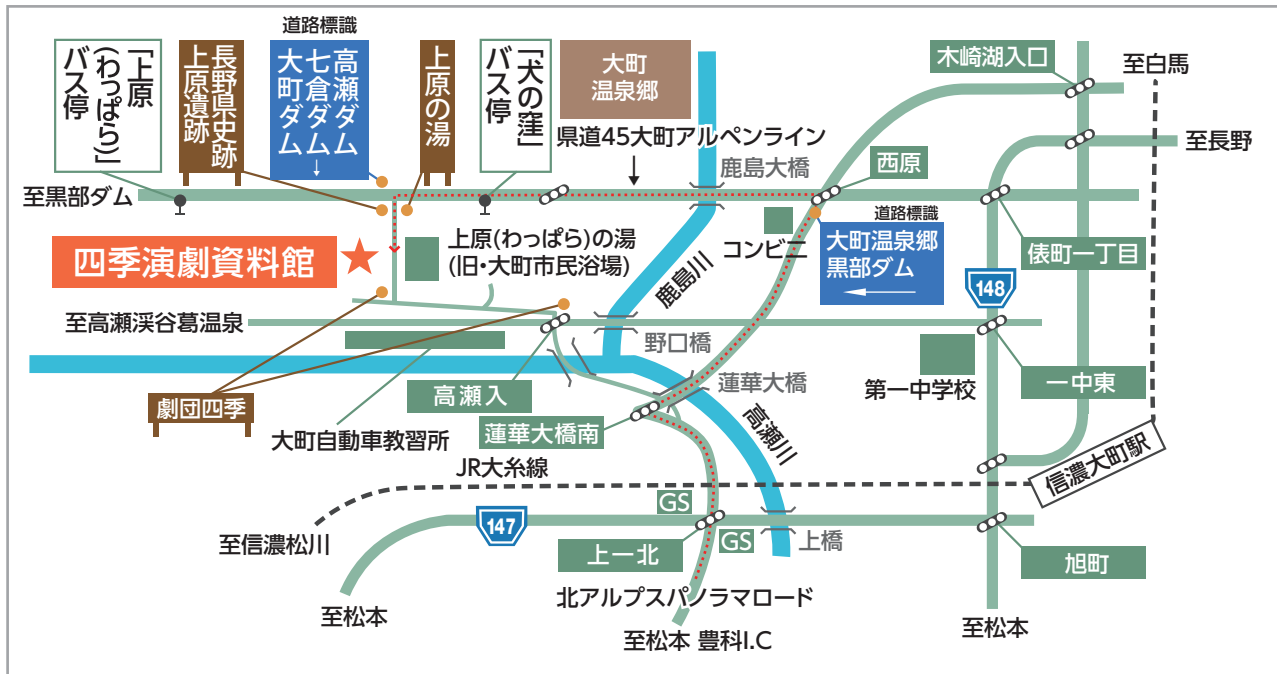 「上原
(わっぱら)」
バス停
長野県史跡
上原遺跡
道路標識
高瀬ダム
七倉ダム
大町ダム
↓
上原の湯
「犬の窪」
バス停
大町
温泉郷
県道45大町アルペンライン
鹿島大橋
木崎湖入口
至白馬
至長野
西原
至黒部ダム
四季演劇資料館
上原(わっぱら)の湯
(旧・大町市民浴場)
鹿島川
コンビニ
道路標識
大町温泉郷
黒部ダム
←
俵町一丁目
148
至高瀬渓谷葛温泉
野口橋
第一中学校
一中東
劇団四季
高瀬入
大町自動車教習所
蓮華大橋
蓮華大橋南
高瀬川
JR大糸線
信濃大町駅
GS
147
GS
上橋
至信濃松川
上一北
旭町
北アルプスパノラマロード
至松本
至松本 豊科I.C
至松本